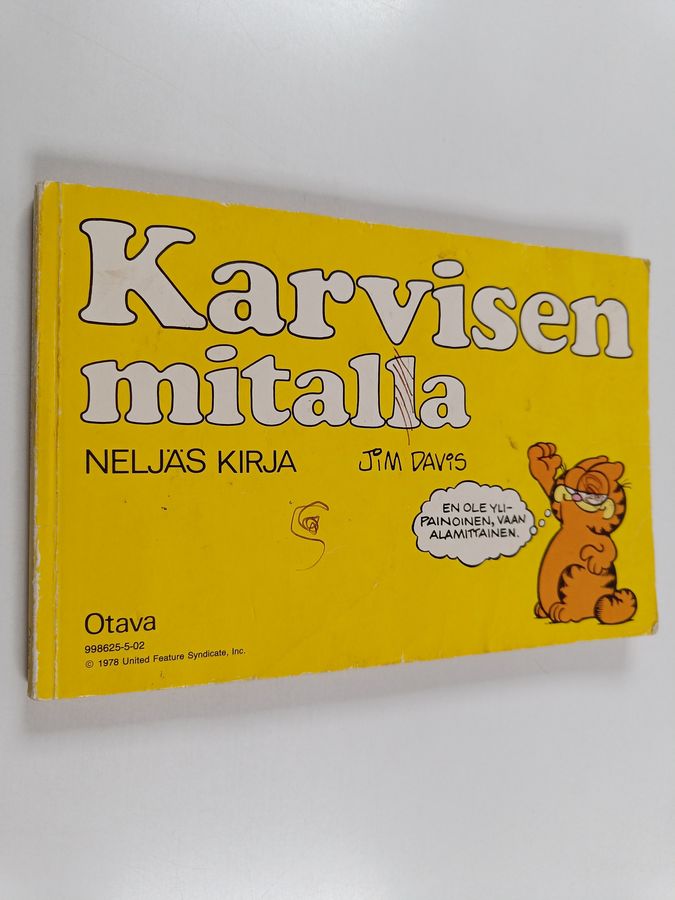 Karvisen
mitalla
NELJÄS KIRJA
JIM DAVIS
EN OLE YLI-
PAINOINEN, VAAN
ALAMITTAINEN.
Otava
998625-5-02
© 1978 United Feature Syndicate, Inc.